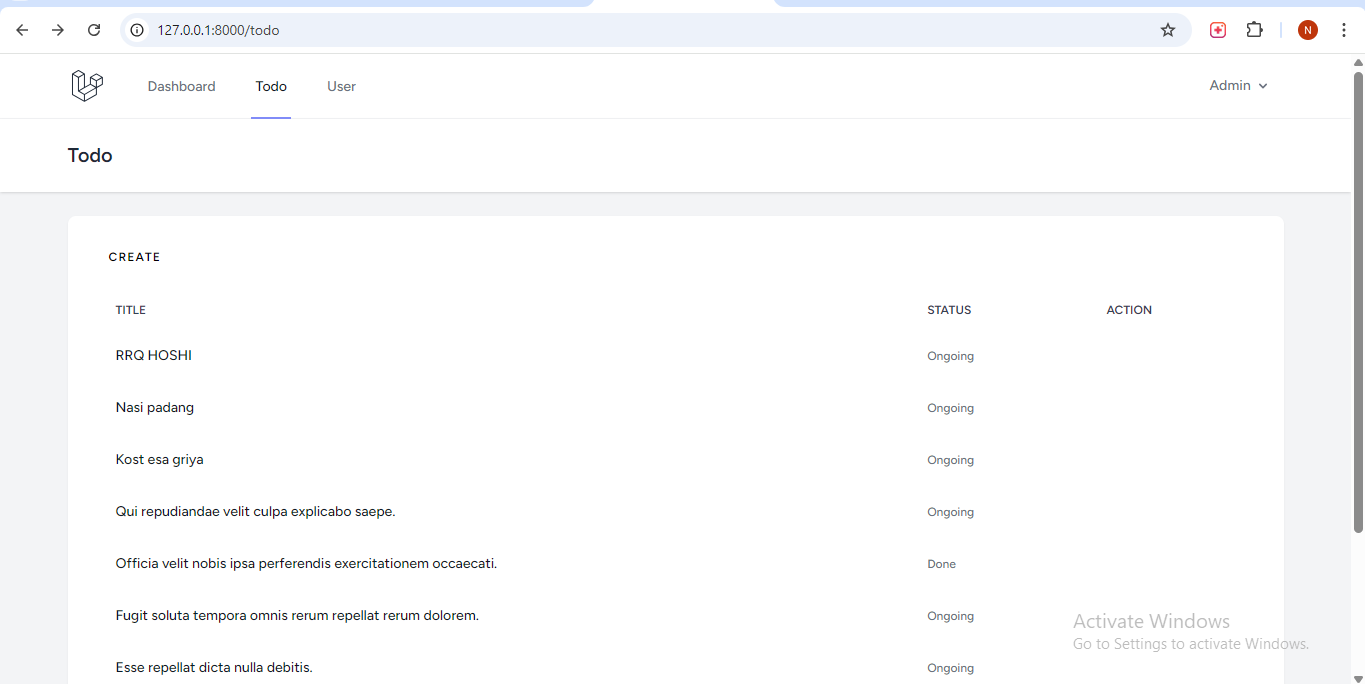 127.0.0.1:8000/todo
N
Dashboard Todo User Admin
Todo
CREATE
TITLE STATUS ACTION
RRQ HOSHI Ongoing
Nasi padang Ongoing
Kost esa griya Ongoing
Qui repudiandae velit culpa explicabo saepe. Ongoing
Officia velit nobis ipsa perferendis exercitationem occaecati. Done
Fugit soluta tempora omnis rerum repellat rerum dolorem. Ongoing
Activate Windows
Go to Settings to activate Windows.
Esse repellat dicta nulla debitis. Ongoing